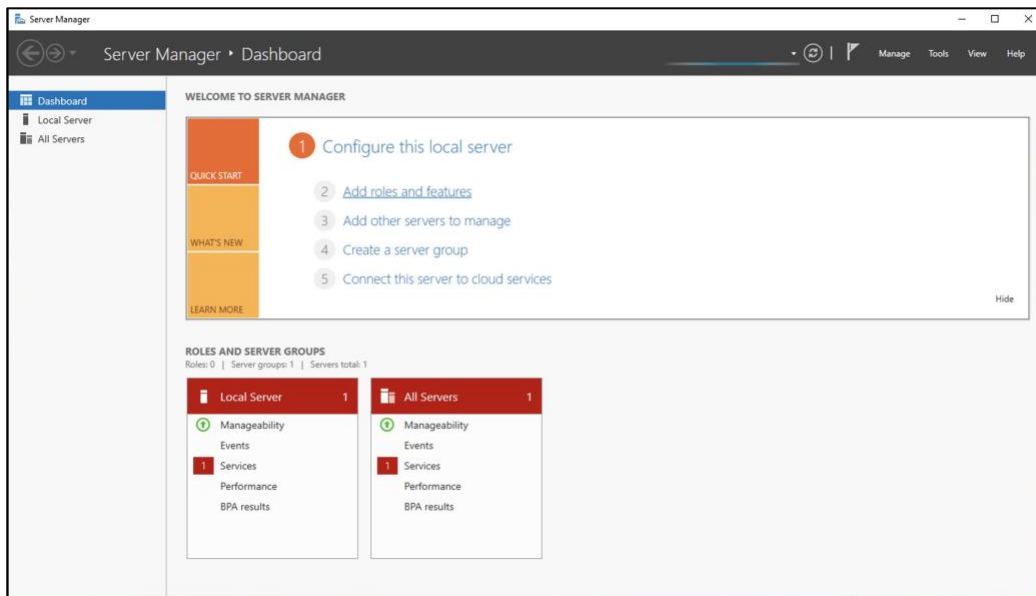 Server Manager
Server Manager • Dashboard
Manage Tools View Help
Dashboard
Local Server
All Servers
WELCOME TO SERVER MANAGER
QUICK START
WHAT'S NEW
LEARN MORE
1 Configure this local server
2 Add roles and features
3 Add other servers to manage
4 Create a server group
5 Connect this server to cloud services
Hide
ROLES AND SERVER GROUPS
Roles: 0 | Server groups: 1 | Servers total: 1
Local Server 1
Manageability
Events
1 Services
Performance
BPA results
All Servers 1
Manageability
Events
1 Services
Performance
BPA results